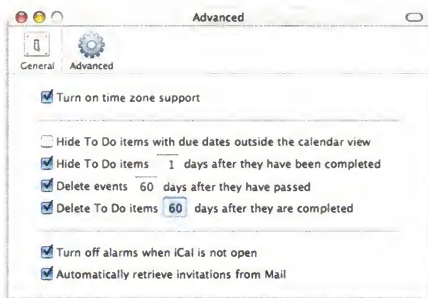 Advanced
General Advanced
Turn on time zone support
Hide To Do items with due dates outside the calendar view
Hide To Do items 1 days after they have been completed
Delete events 60 days after they have passed
Delete To Do items 60 days after they are completed
Turn off alarms when iCal is not open
Automatically retrieve invitations from Mail